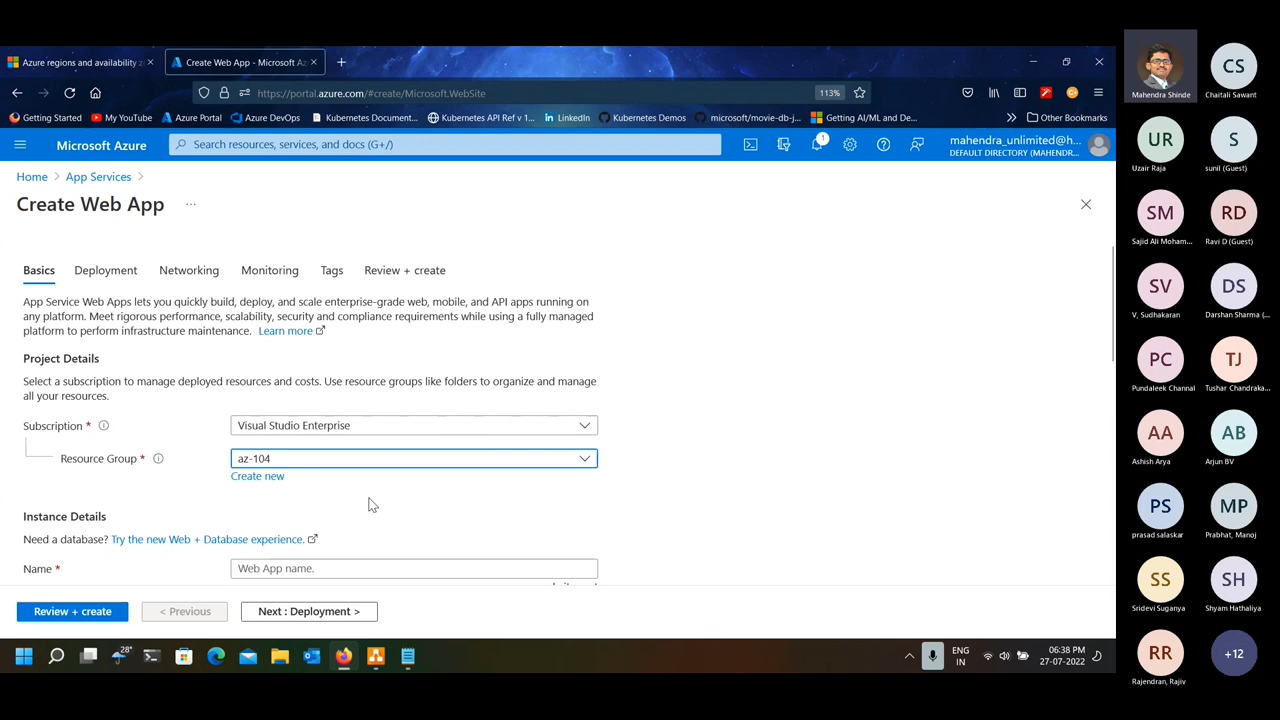 Azure regions and availability z
Create Web App - Microsoft Az
https://portal.azure.com/#create/Microsoft.WebSite
113%
Getting Started
My YouTube
Azure Portal
Azure DevOps
Kubernetes Document...
Kubernetes API Ref v 1...
LinkedIn
Kubernetes Demos
microsoft/movie-db-j...
Getting AI/ML and De...
Other Bookmarks
Microsoft Azure
Search resources, services, and docs (G+/)
1
mahendra_unlimited@h...
DEFAULT DIRECTORY (MAHENDR...
Home > App Services >
Create Web App ...
Basics
Deployment
Networking
Monitoring
Tags
Review + create
App Service Web Apps lets you quickly build, deploy, and scale enterprise-grade web, mobile, and API apps running on
any platform. Meet rigorous performance, scalability, security and compliance requirements while using a fully managed
platform to perform infrastructure maintenance. Learn more
Project Details
Select a subscription to manage deployed resources and costs. Use resource groups like folders to organize and manage
all your resources.
Subscription *
Visual Studio Enterprise
Resource Group *
az-104
Create new
Instance Details
Need a database? Try the new Web + Database experience.
Name *
Web App name.
Review + create
< Previous
Next : Deployment >
28°
ENG
IN
06:38 PM
27-07-2022
Mahendra Shinde
CS
Chaitali Sawant
UR
Uzair Raja
S
sunil (Guest)
SM
Sajid Ali Moham...
RD
Ravi D (Guest)
SV
V, Sudhakaran
DS
Darshan Sharma (...
PC
Pundaleek Channal
TJ
Tushar Chandraka...
AA
Ashish Arya
AB
Arjun BV
PS
prasad salaskar
MP
Prabhat, Manoj
SS
Sridevi Suganya
SH
Shyam Hathaliya
RR
Rajendran, Rajiv
+12